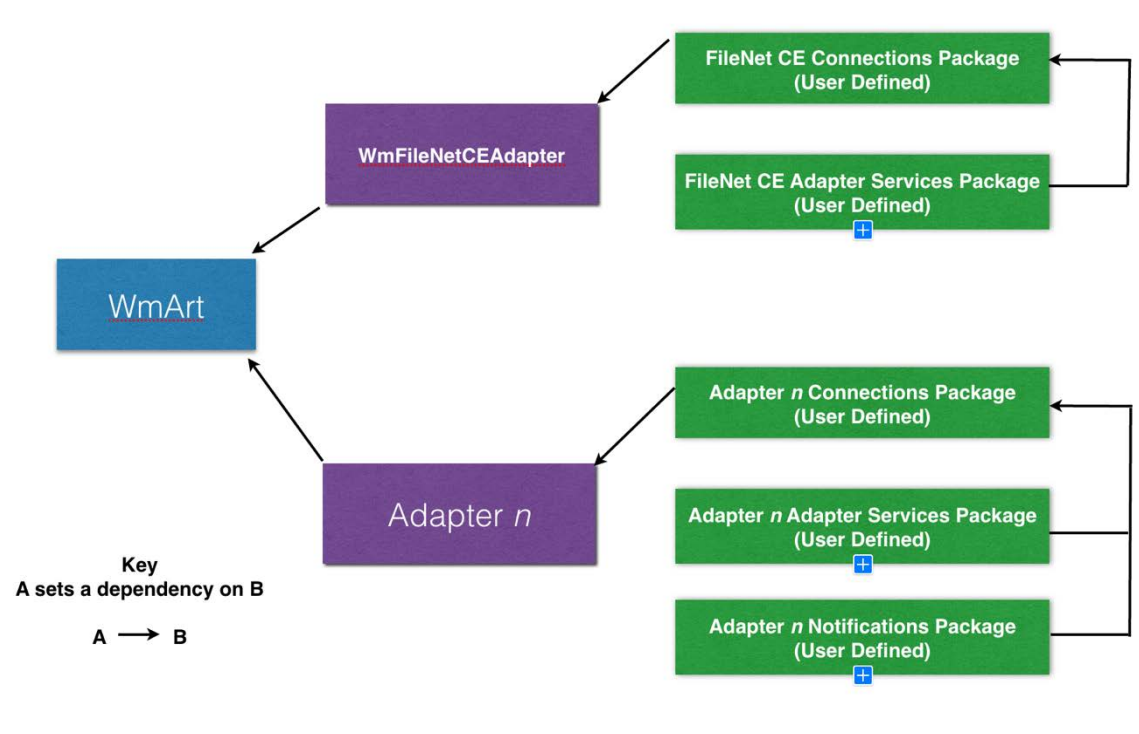 FileNet CE Connections Package
(User Defined)
WmFileNetCEAdapter
FileNet CE Adapter Services Package
(User Defined)
WmArt
Adapter n Connections Package
(User Defined)
Adapter n
Adapter n Adapter Services Package
(User Defined)
Key
A sets a dependency on B
A B
Adapter n Notifications Package
(User Defined)